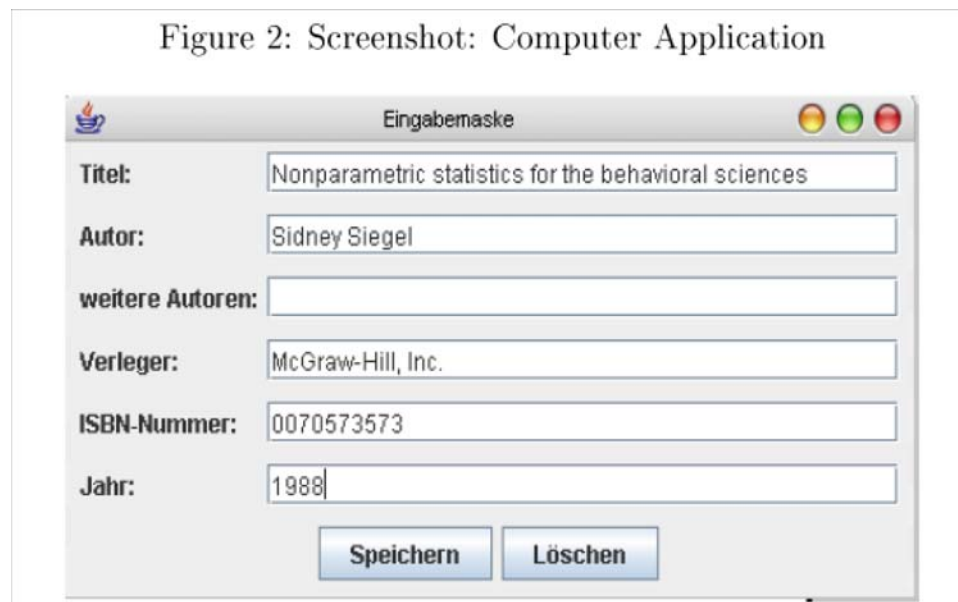 Figure 2: Screenshot: Computer Application
Eingabemaske
Titel: Nonparametric statistics for the behavioral sciences
Autor: Sidney Siegel
weitere Autoren:
Verleger: McGraw-Hill, Inc.
ISBN-Nummer: 0070573573
Jahr: 1988
Speichern Löschen